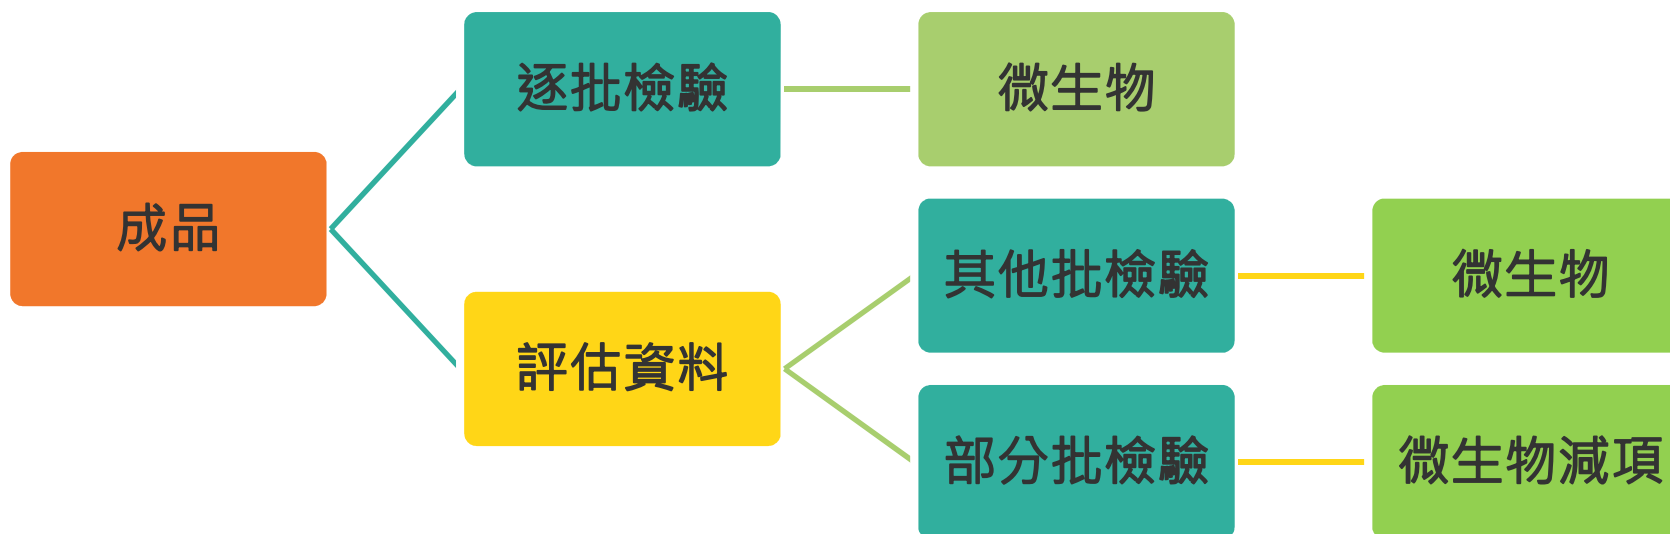 成品
逐批檢驗
微生物
評估資料
其他批檢驗
微生物
部分批檢驗
微生物減項